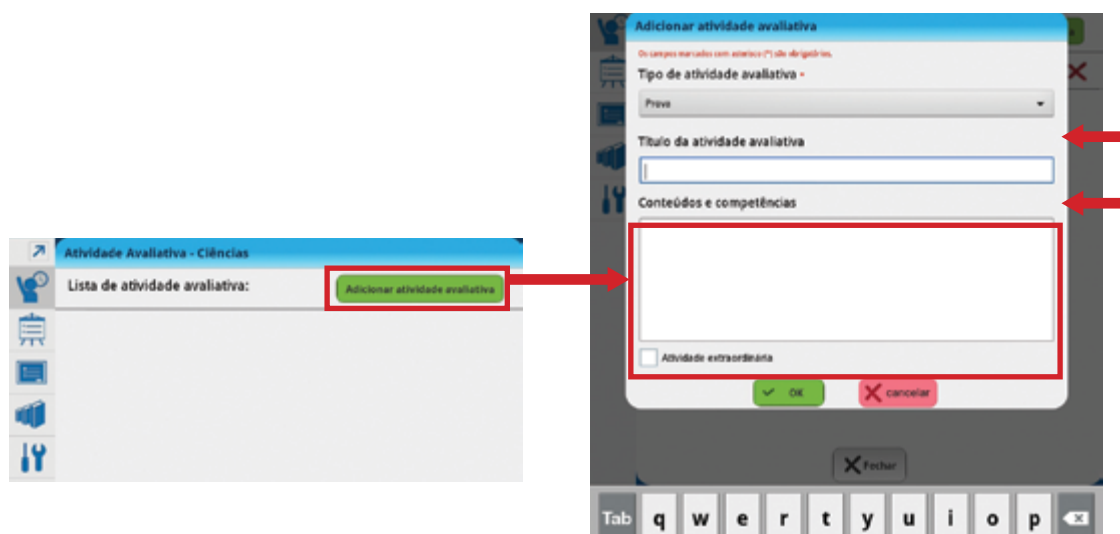 Atividade Avaliativa - Ciências
Lista de atividade avaliativa:
Adicionar atividade avaliativa
Adicionar atividade avaliativa
Os campos marcados com asterisco (*) são obrigatórios.
Tipo de atividade avaliativa *
Prova
Título da atividade avaliativa
Conteúdos e competências
Atividade extraordinária
OK
cancelar
Fechar
Tab q w e r t y u i o p